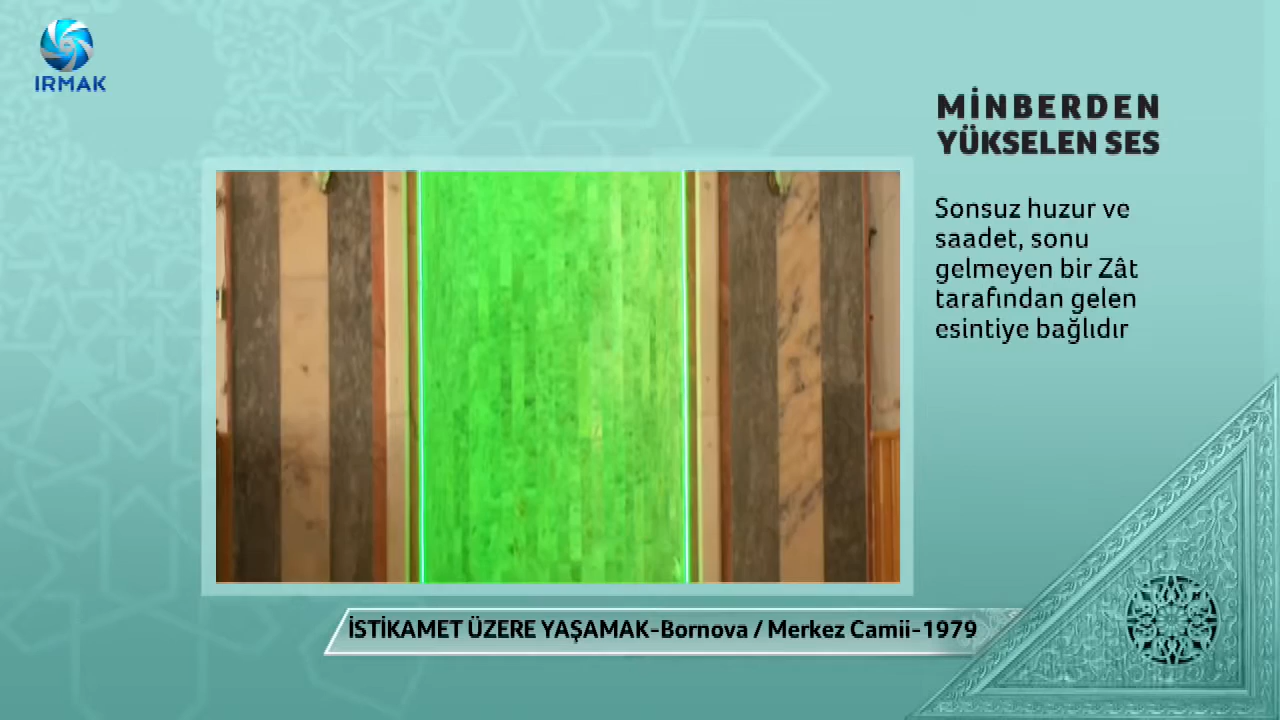 IRMAK
MİNBERDEN
YÜKSELEN SES
Sonsuz huzur ve
saadet, sonu
gelmeyen bir Zât
tarafından gelen
esintiye bağlıdır
İSTİKAMET ÜZERE YAŞAMAK-Bornova / Merkez Camii-1979